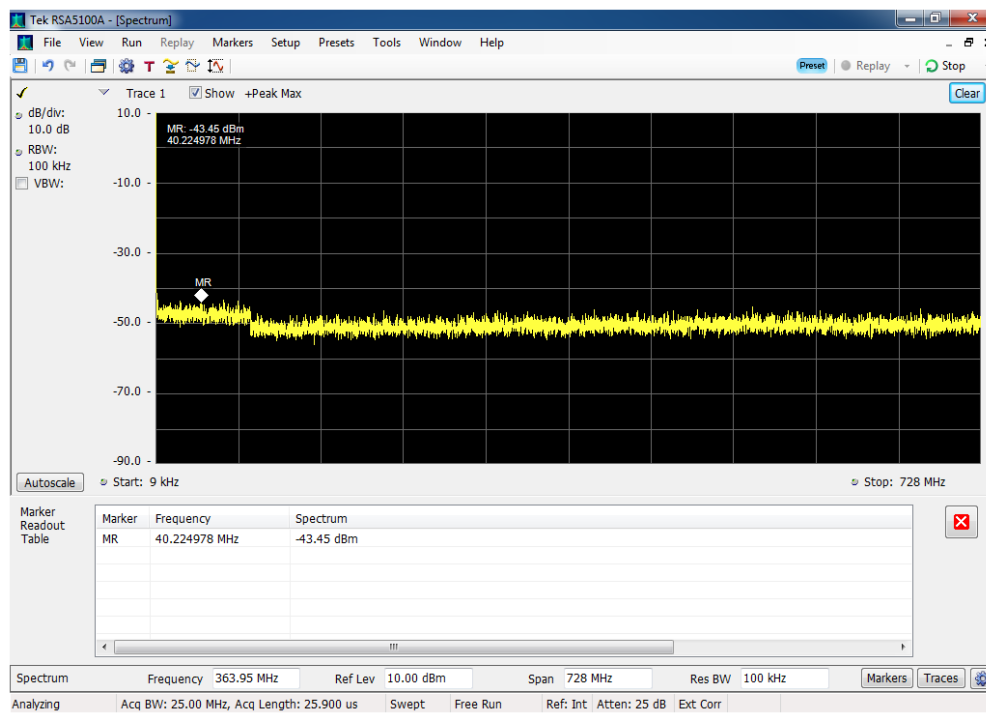 Tek RSA5100A - [Spectrum]
File View Run Replay Markers Setup Presets Tools Window Help
T Preset Replay Stop
Trace 1 Show +Peak Max Clear
dB/div:
10.0 dB
RBW:
100 kHz
VBW:
10.0 -
-10.0 -
-30.0 -
-50.0 -
-70.0 -
-90.0 -
MR: -43.45 dBm
40.224978 MHz
MR
Autoscale Start: 9 kHz Stop: 728 MHz
Marker
Readout
Table
Marker Frequency Spectrum
MR 40.224978 MHz -43.45 dBm
Spectrum Frequency 363.95 MHz Ref Lev 10.00 dBm Span 728 MHz Res BW 100 kHz Markers Traces
Analyzing Acq BW: 25.00 MHz, Acq Length: 25.900 us Swept Free Run Ref: Int Atten: 25 dB Ext Corr